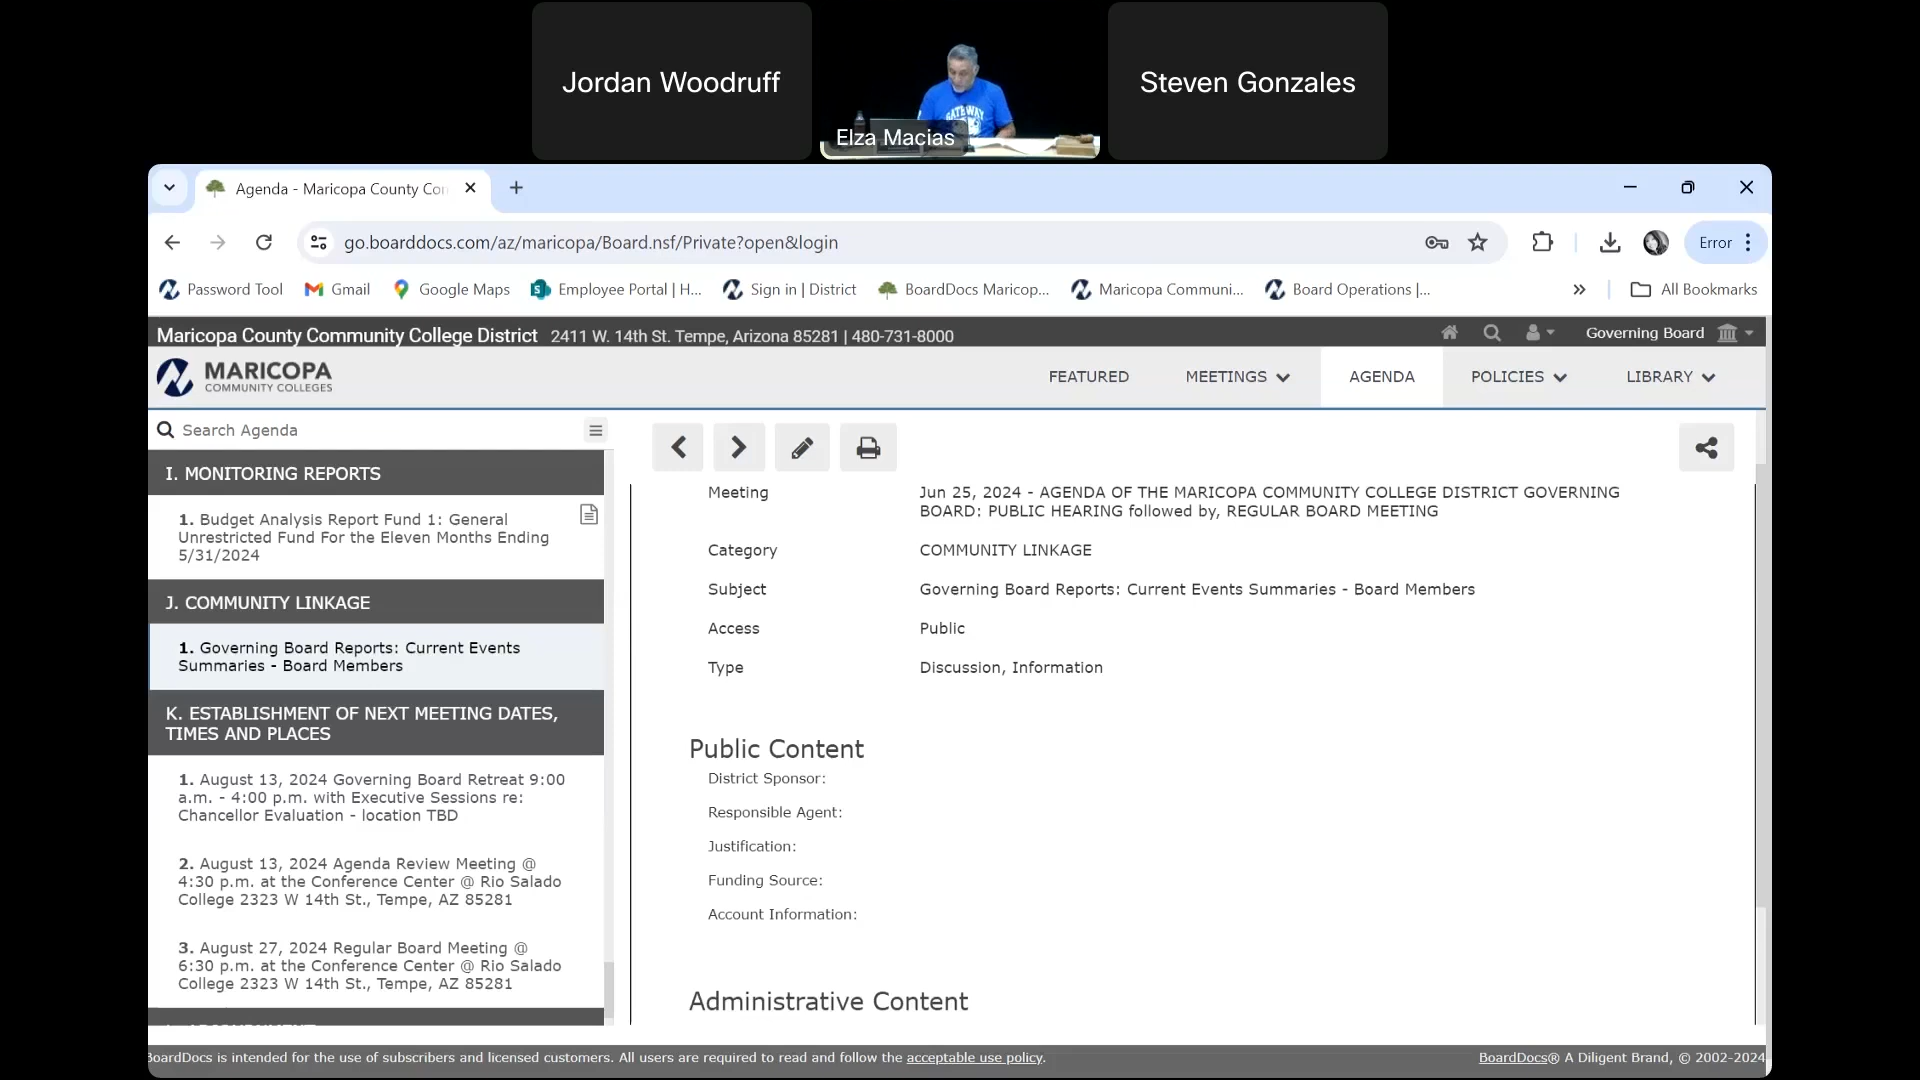 Jordan Woodruff
GATEWAY
Elza Macias
Steven Gonzales
Agenda - Maricopa County Co
go.boarddocs.com/az/maricopa/Board.nsf/Private?open&login
Error
Password Tool
Gmail
Google Maps
Employee Portal | H...
Sign in | District
BoardDocs Maricop...
Maricopa Communi...
Board Operations |...
All Bookmarks
Maricopa County Community College District 2411 W. 14th St. Tempe, Arizona 85281 | 480-731-8000
Governing Board
MARICOPA
COMMUNITY COLLEGES
FEATURED
MEETINGS
AGENDA
POLICIES
LIBRARY
Search Agenda
I. MONITORING REPORTS
1. Budget Analysis Report Fund 1: General
Unrestricted Fund For the Eleven Months Ending
5/31/2024
J. COMMUNITY LINKAGE
1. Governing Board Reports: Current Events
Summaries - Board Members
K. ESTABLISHMENT OF NEXT MEETING DATES,
TIMES AND PLACES
1. August 13, 2024 Governing Board Retreat 9:00
a.m. - 4:00 p.m. with Executive Sessions re:
Chancellor Evaluation - location TBD
2. August 13, 2024 Agenda Review Meeting @
4:30 p.m. at the Conference Center @ Rio Salado
College 2323 W 14th St., Tempe, AZ 85281
3. August 27, 2024 Regular Board Meeting @
6:30 p.m. at the Conference Center @ Rio Salado
College 2323 W 14th St., Tempe, AZ 85281
Meeting
Jun 25, 2024 - AGENDA OF THE MARICOPA COMMUNITY COLLEGE DISTRICT GOVERNING
BOARD: PUBLIC HEARING followed by, REGULAR BOARD MEETING
Category
COMMUNITY LINKAGE
Subject
Governing Board Reports: Current Events Summaries - Board Members
Access
Public
Type
Discussion, Information
Public Content
District Sponsor:
Responsible Agent:
Justification:
Funding Source:
Account Information:
Administrative Content
BoardDocs is intended for the use of subscribers and licensed customers. All users are required to read and follow the acceptable use policy.
BoardDocs® A Diligent Brand, © 2002-2024